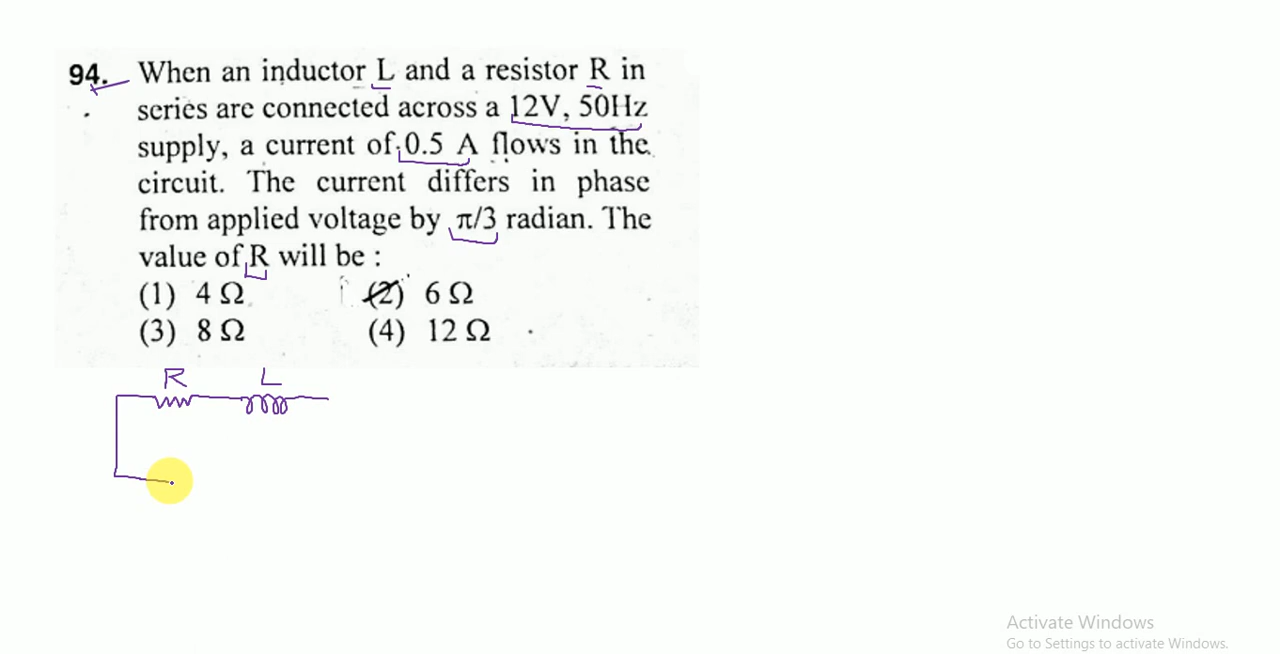 94. When an inductor L and a resistor R in
series are connected across a 12V, 50Hz
supply, a current of 0.5 A flows in the
circuit. The current differs in phase
from applied voltage by π/3 radian. The
value of R will be :
(1) 4 Ω (2) 6 Ω
(3) 8 Ω (4) 12 Ω
R L
Activate Windows
Go to Settings to activate Windows.